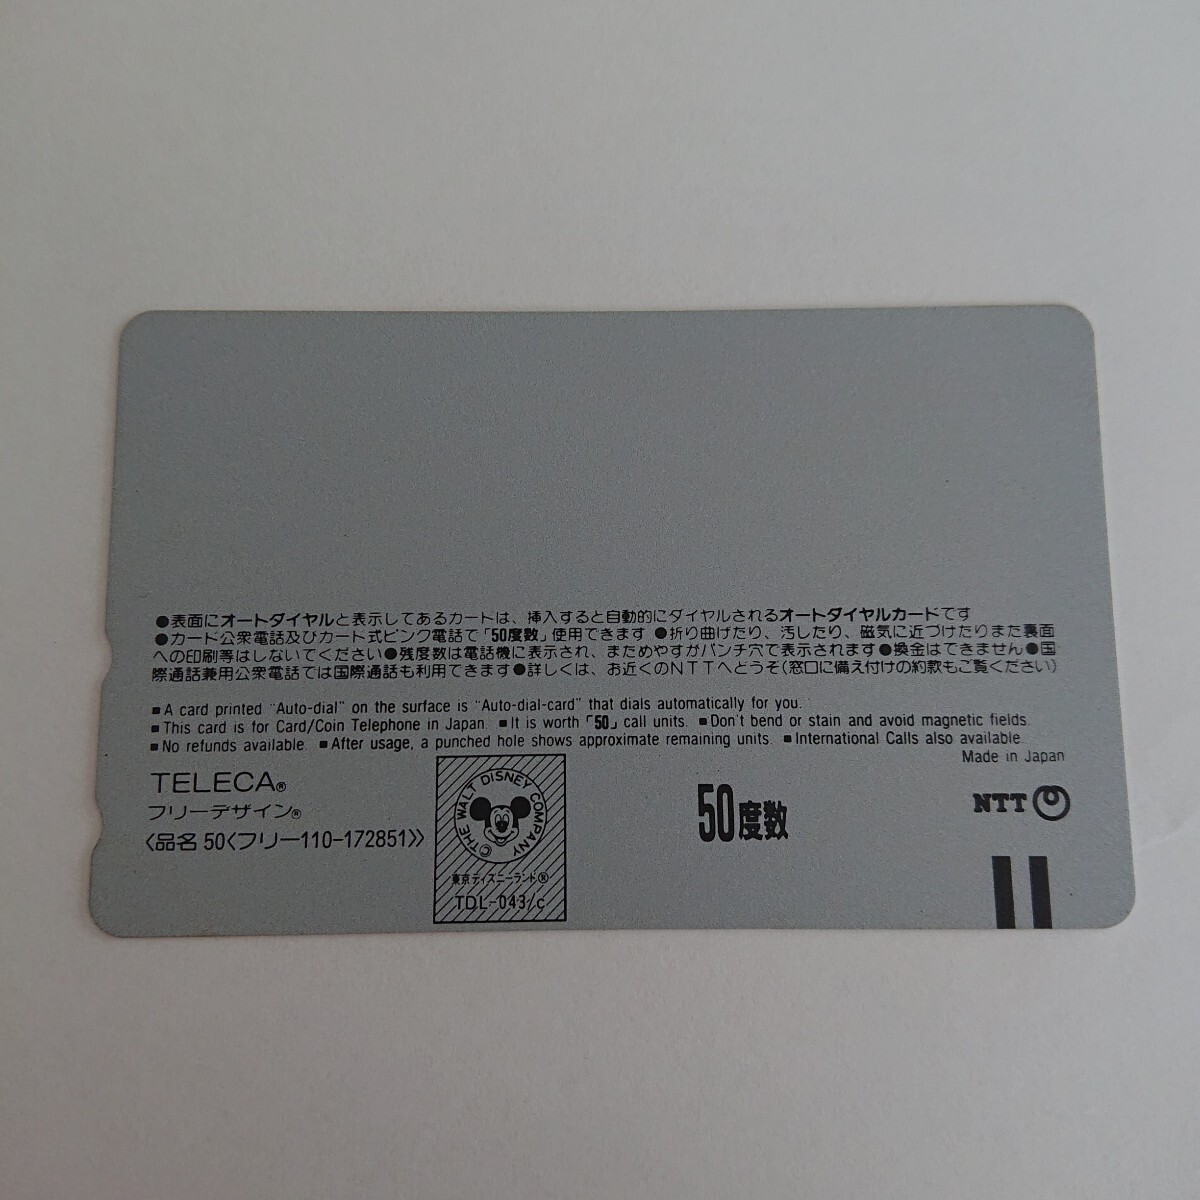 ●表面にオートダイヤルと表示してあるカードは、挿入すると自動的にダイヤルされるオートダイヤルカードです
●カード公衆電話及びカード式ピンク電話で「50度数」使用できます ●折り曲げたり、汚したり、磁気に近づけたりまた裏面
への印刷等はしないでください ●残度数は電話機に表示され、まためやすがパンチ穴で表示されます ●換金はできません ●国
際通話兼用公衆電話では国際通話も利用できます ●詳しくは、お近くのNTTへどうぞ(窓口に備え付けの約款もご覧ください)
■A card printed "Auto-dial" on the surface is "Auto-dial-card" that dials automatically for you.
■This card is for Card/Coin Telephone in Japan. ■It is worth「50」call units. ■Don't bend or stain and avoid magnetic fields.
■No refunds available. ■After usage, a punched hole shows approximate remaining units. ■International Calls also available.
Made in Japan
TELECA®
フリーデザイン®
〈品名 50〈フリー110-172851〉〉
©THE WALT DISNEY COMPANY
東京ディズニーランド®
TDL-043/c
50度数
NTT